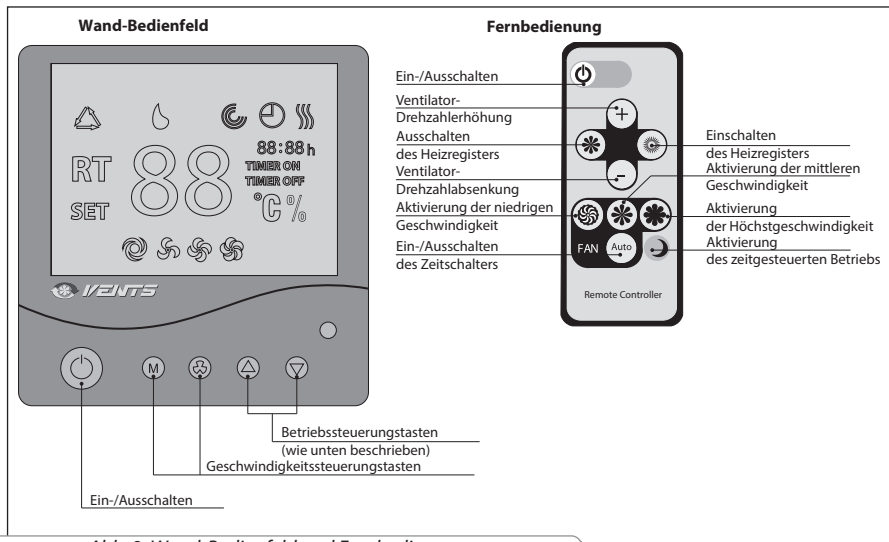 Wand-Bedienfeld
Fernbedienung
RT
SET
88
88:88 h
TIMER ON
TIMER OFF
°C %
VENTS
M
Betriebssteuerungstasten
(wie unten beschrieben)
Geschwindigkeitssteuerungstasten
Ein-/Ausschalten
Ein-/Ausschalten
Ventilator-
Drehzahlerhöhung
Ausschalten
des Heizregisters
Ventilator-
Drehzahlabsenkung
Aktivierung der niedrigen
Geschwindigkeit
Ein-/Ausschalten
des Zeitschalters
+
-
FAN
Auto
Remote Controller
Einschalten
des Heizregisters
Aktivierung der mittleren
Geschwindigkeit
Aktivierung
der Höchstgeschwindigkeit
Aktivierung
des zeitgesteuerten Betriebs